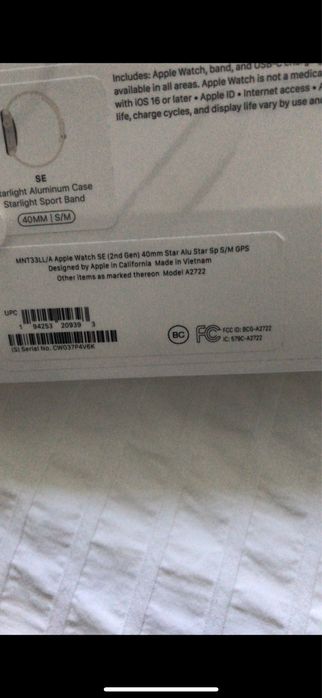 Includes: Apple Watch, band, and USB-C
available in all areas. Apple Watch is not a medica
with iOS 16 or later • Apple ID • Internet access •
life, charge cycles, and display life vary by use and
SE
tarlight Aluminum Case
Starlight Sport Band
40MM S/M
MNT33LL/A Apple Watch SE (2nd Gen) 40mm Star Alu Star Sp S/M GPS
Designed by Apple in California Made in Vietnam
Other items as marked thereon Model A2722
UPC
1 94253 20939 3
(S) Serial No. CW037P4V6K
BC
FC
FCC ID: BCG-A2722
IC: 579C-A2722